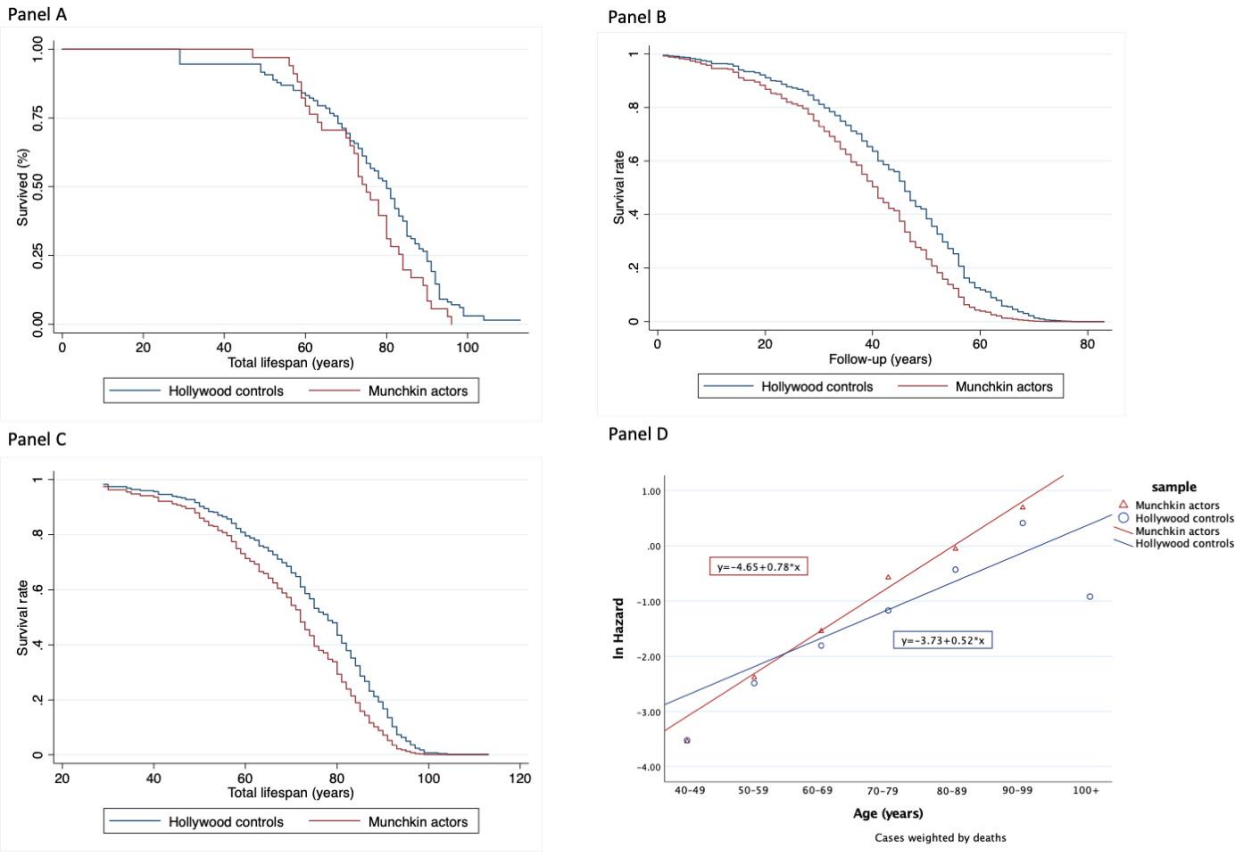 Panel A
1.00
0.75
0.50
0.25
0.00
Survived (%)
0 20 40 60 80 100
Total lifespan (years)
Hollywood controls Munchkin actors
Panel B
1
.8
.6
.4
.2
0
Survival rate
0 20 40 60 80
Follow-up (years)
Hollywood controls Munchkin actors
Panel C
1
.8
.6
.4
.2
0
Survival rate
20 40 60 80 100 120
Total lifespan (years)
Hollywood controls Munchkin actors
Panel D
1.00
.00
-1.00
-2.00
-3.00
-4.00
ln Hazard
y=-4.65+0.78*x
y=-3.73+0.52*x
40-49 50-59 60-69 70-79 80-89 90-99 100+
Age (years)
Cases weighted by deaths
sample
Munchkin actors
Hollywood controls
Munchkin actors
Hollywood controls